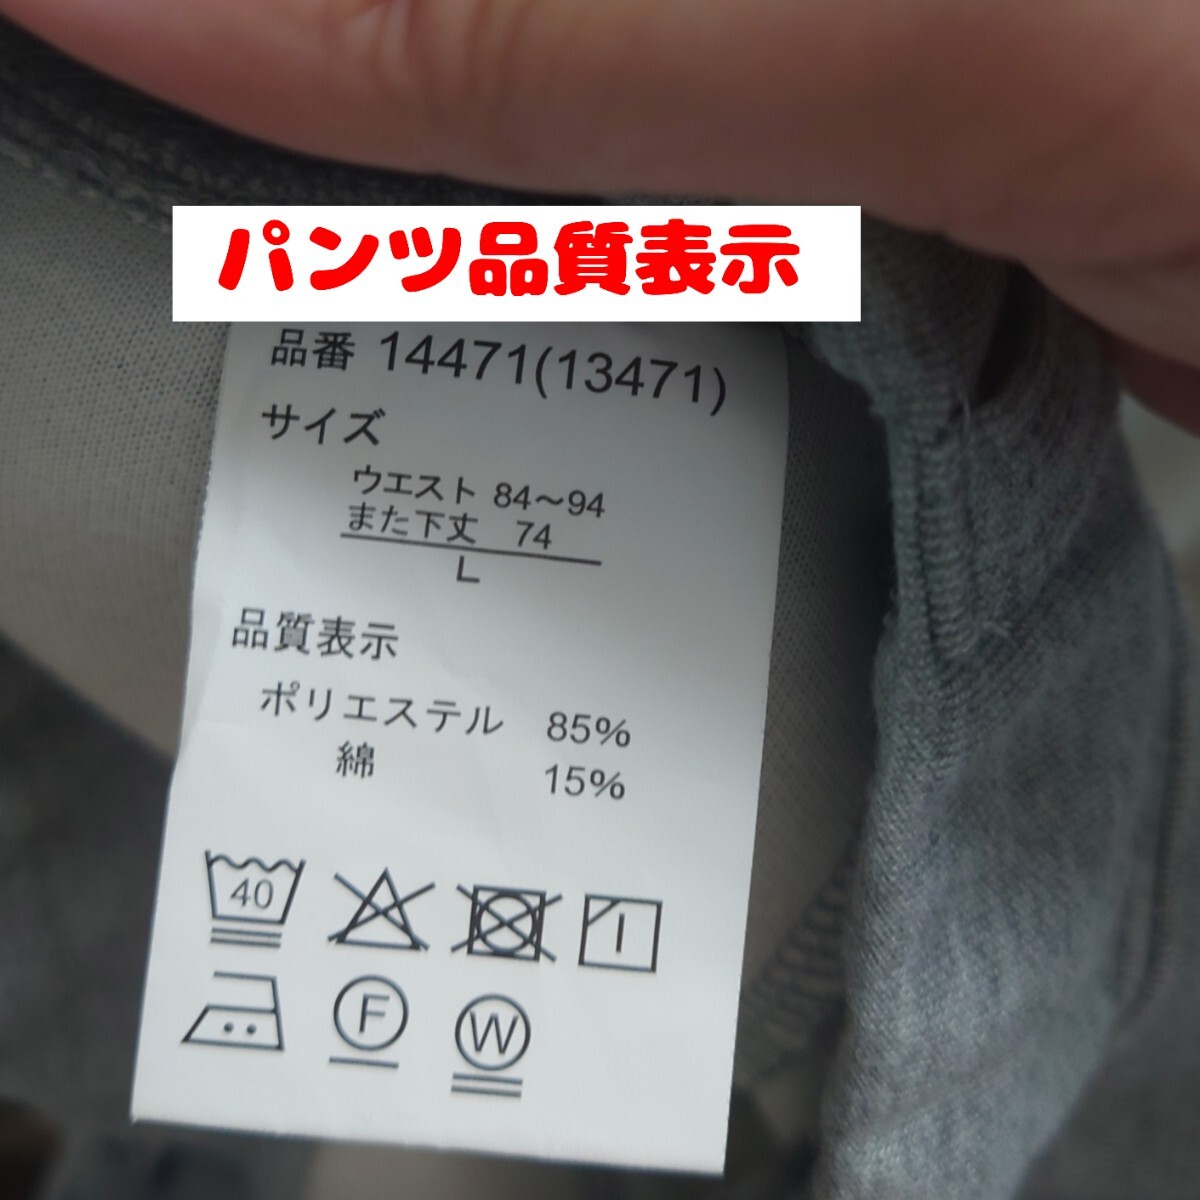 パンツ品質表示
品番 14471(13471)
サイズ
ウエスト 84～94
また下丈 74
L
品質表示
ポリエステル 85%
綿 15%
40
F
W